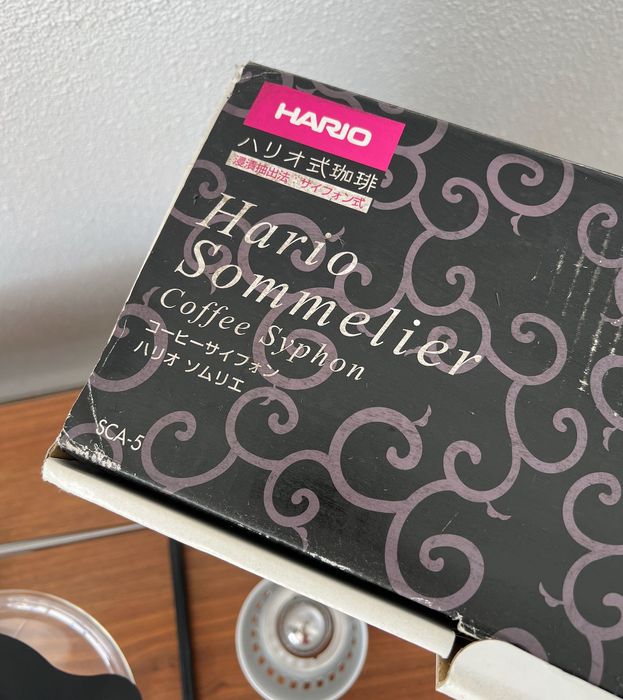 HARIO
ハリオ式珈琲
浸漬抽出法 サイフォン式
Hario
Sommelier
Coffee Syphon
コーヒーサイフォン
ハリオ ソムリエ
SCA-5